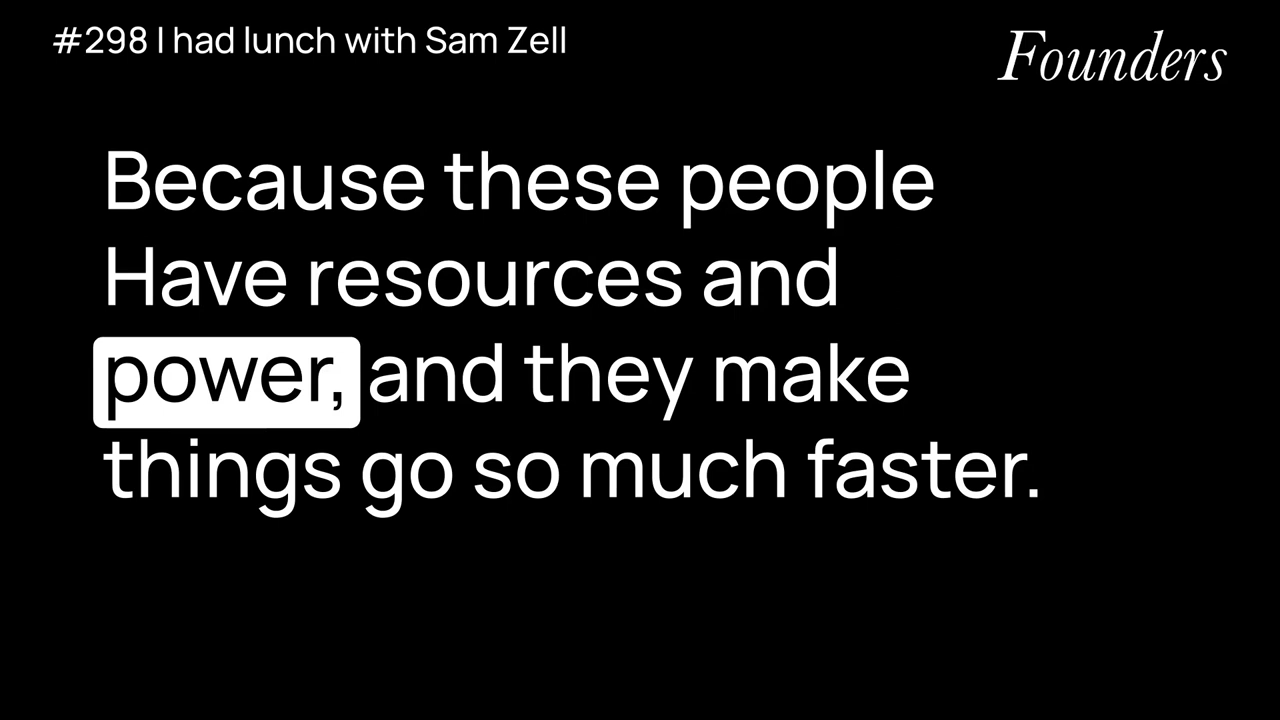 #298 I had lunch with Sam Zell
Founders
Because these people
Have resources and
power, and they make
things go so much faster.